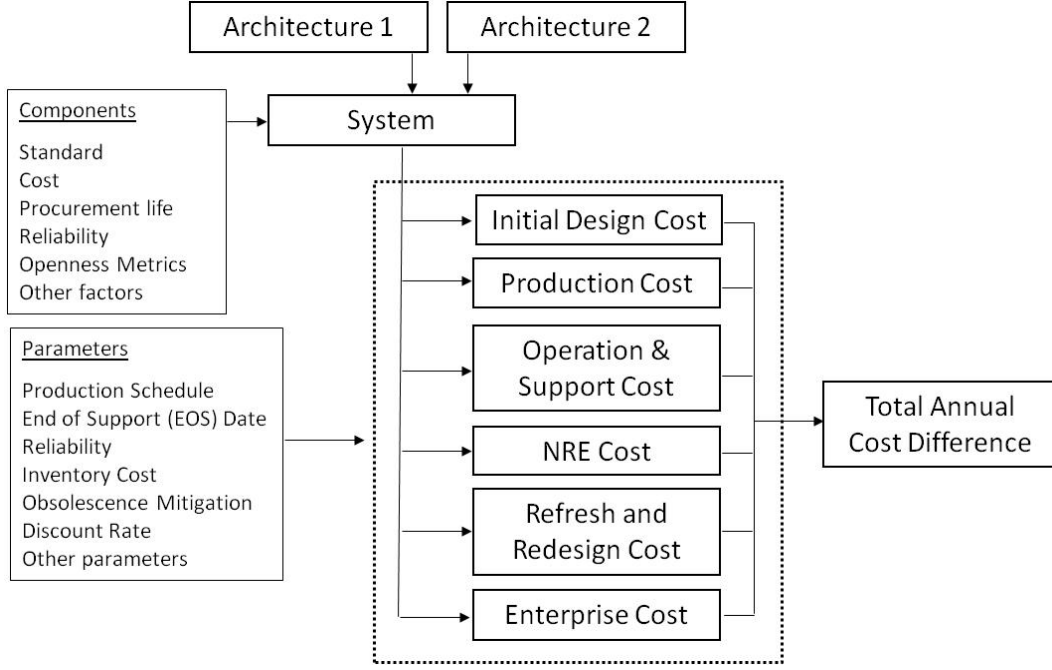 Architecture 1
Architecture 2
Components
Standard
Cost
Procurement life
Reliability
Openness Metrics
Other factors
System
Parameters
Production Schedule
End of Support (EOS) Date
Reliability
Inventory Cost
Obsolescence Mitigation
Discount Rate
Other parameters
Initial Design Cost
Production Cost
Operation &
Support Cost
NRE Cost
Refresh and
Redesign Cost
Enterprise Cost
Total Annual
Cost Difference